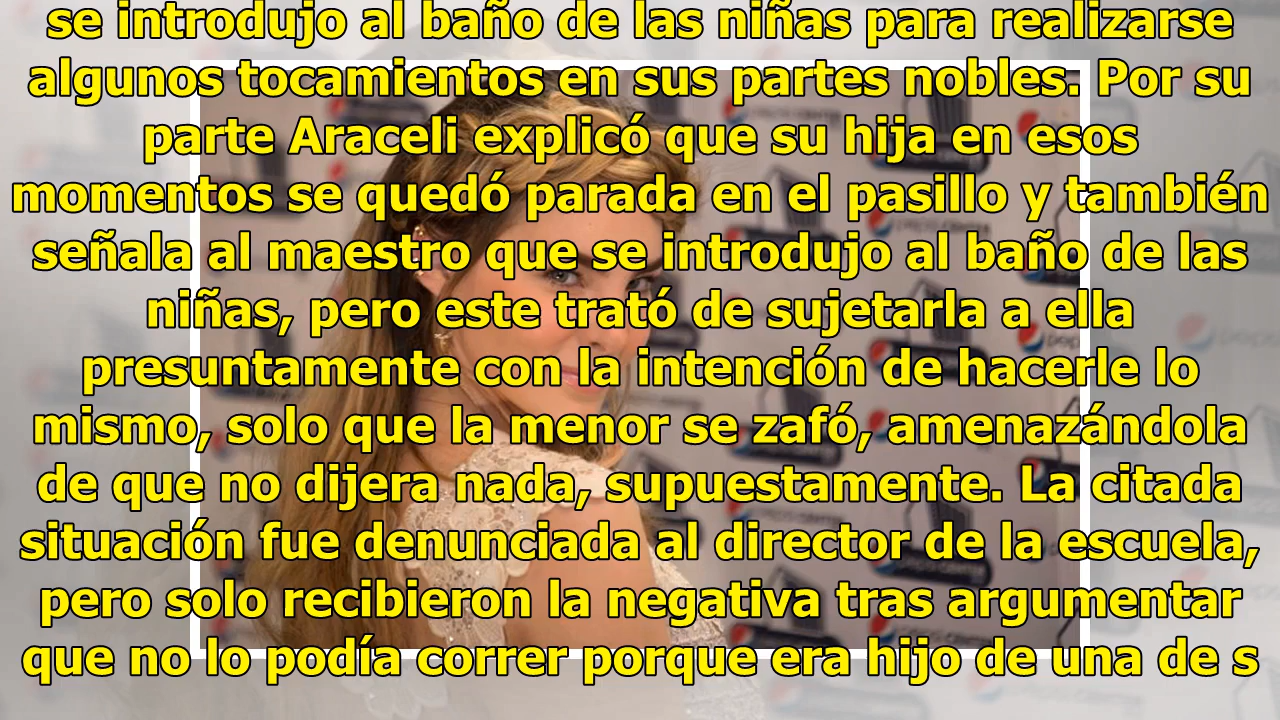 se introdujo al baño de las niñas para realizarse
algunos tocamientos en sus partes nobles. Por su
parte Araceli explicó que su hija en esos
momentos se quedó parada en el pasillo y también
señala al maestro que se introdujo al baño de las
niñas, pero este trató de sujetarla a ella
presuntamente con la intención de hacerle lo
mismo, solo que la menor se zafó, amenazándola
de que no dijera nada, supuestamente. La citada
situación fue denunciada al director de la escuela,
pero solo recibieron la negativa tras argumentar
que no lo podía correr porque era hijo de una de s